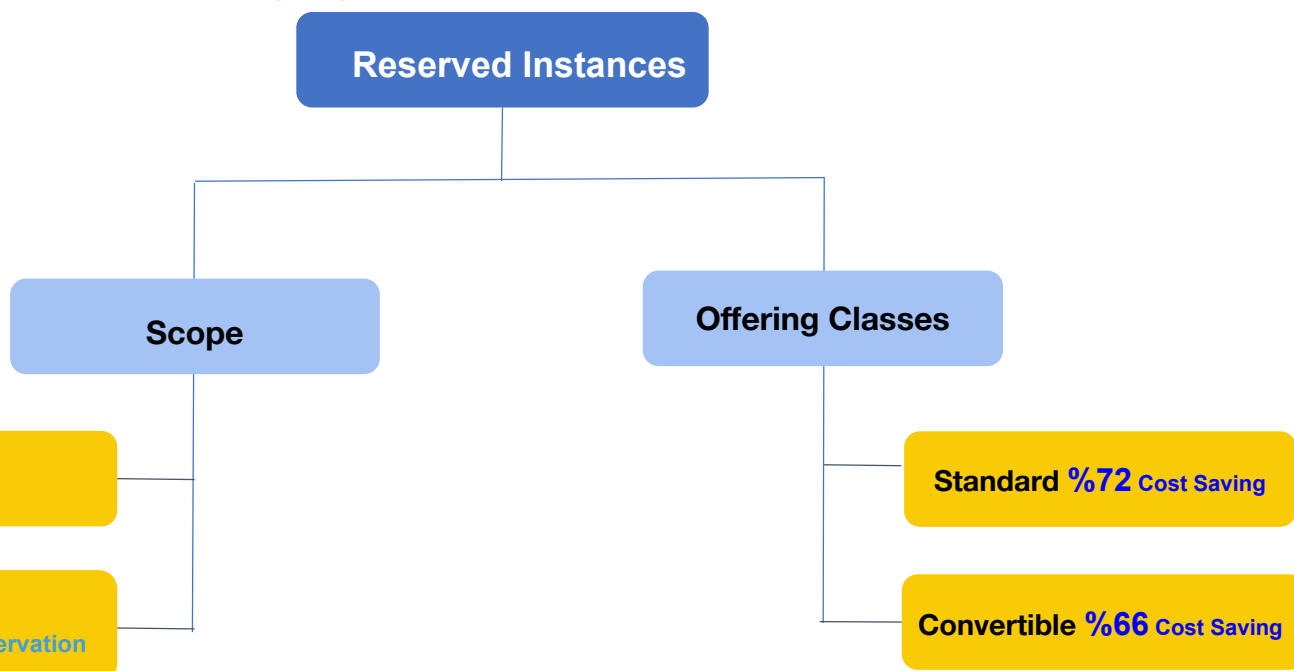 Reserved Instances
Scope
Offering Classes
Standard %72 Cost Saving
ervation
Convertible %66 Cost Saving